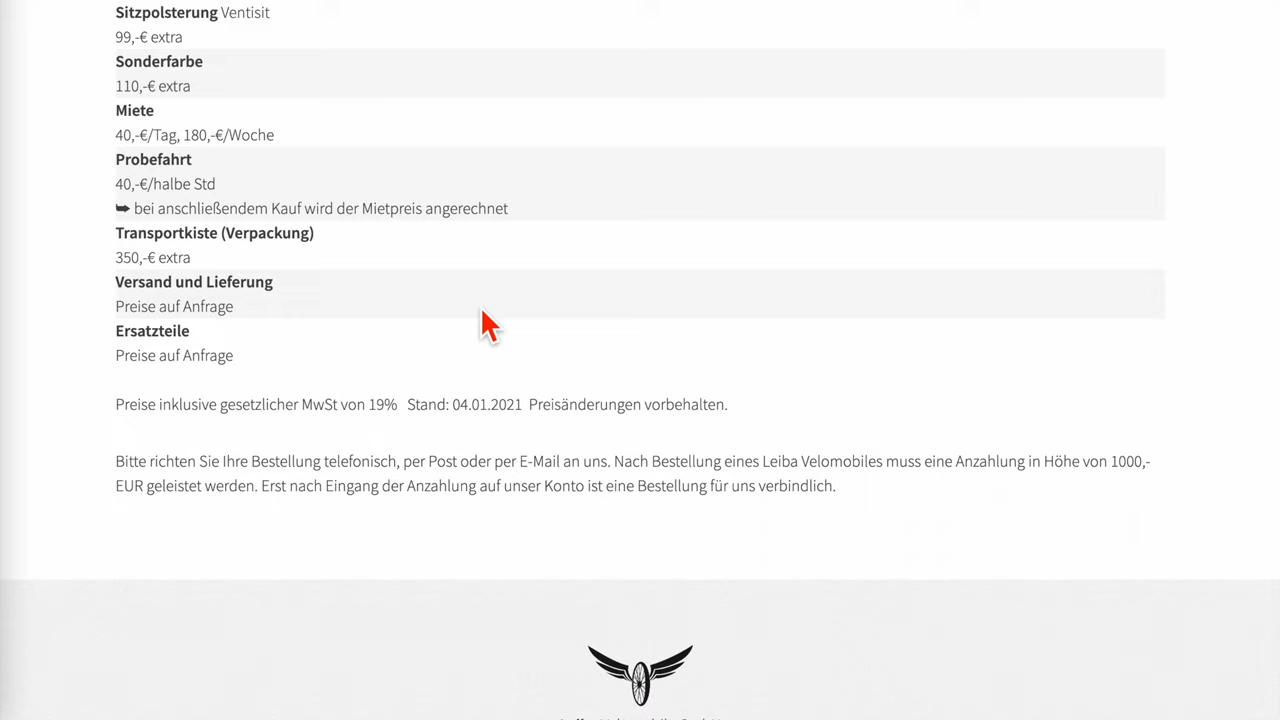 Sitzpolsterung Ventisit
99,-€ extra
Sonderfarbe
110,-€ extra
Miete
40,-€/Tag, 180,-€/Woche
Probefahrt
40,-€/halbe Std
➥ bei anschließendem Kauf wird der Mietpreis angerechnet
Transportkiste (Verpackung)
350,-€ extra
Versand und Lieferung
Preise auf Anfrage
Ersatzteile
Preise auf Anfrage
Preise inklusive gesetzlicher MwSt von 19%   Stand: 04.01.2021  Preisänderungen vorbehalten.
Bitte richten Sie Ihre Bestellung telefonisch, per Post oder per E-Mail an uns. Nach Bestellung eines Leiba Velomobiles muss eine Anzahlung in Höhe von 1000,-
EUR geleistet werden. Erst nach Eingang der Anzahlung auf unser Konto ist eine Bestellung für uns verbindlich.